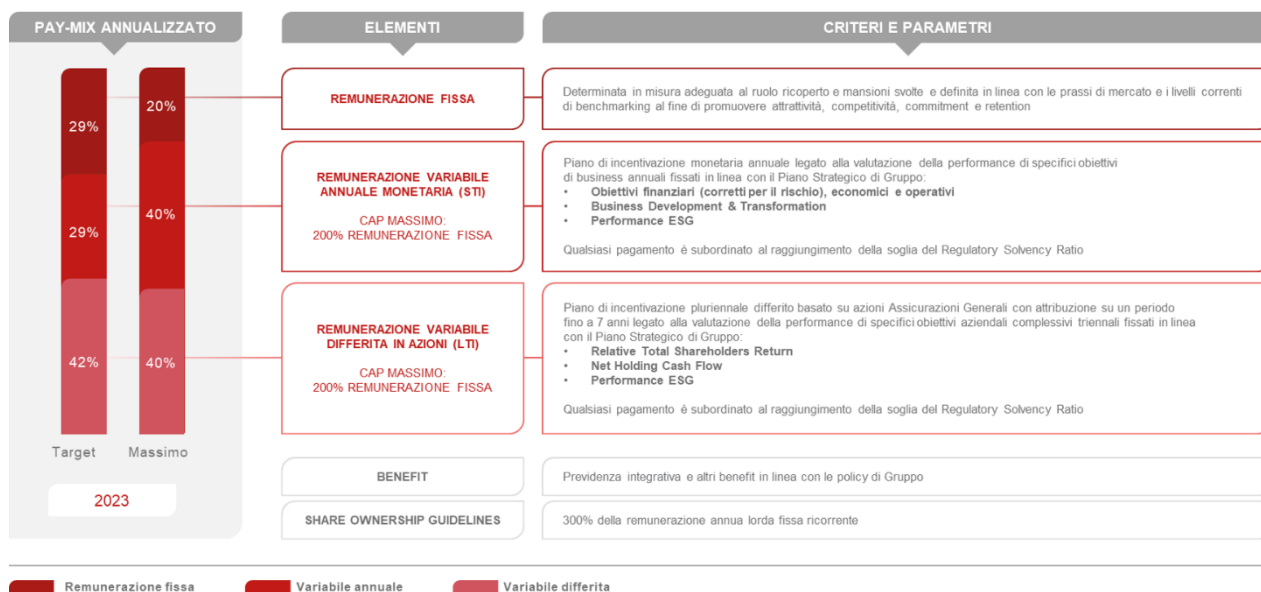 PAY-MIX ANNUALIZZATO
ELEMENTI
CRITERI E PARAMETRI
29%
29%
42%
Target
20%
40%
40%
Massimo
2023
REMUNERAZIONE FISSA
Determinata in misura adeguata al ruolo ricoperto e mansioni svolte e definita in linea con le prassi di mercato e i livelli correnti
di benchmarking al fine di promuovere attrattività, competitività, commitment e retention
REMUNERAZIONE VARIABILE
ANNUALE MONETARIA (STI)
CAP MASSIMO:
200% REMUNERAZIONE FISSA
Piano di incentivazione monetaria annuale legato alla valutazione della performance di specifici obiettivi
di business annuali fissati in linea con il Piano Strategico di Gruppo:
• Obiettivi finanziari (corretti per il rischio), economici e operativi
• Business Development & Transformation
• Performance ESG
Qualsiasi pagamento è subordinato al raggiungimento della soglia del Regulatory Solvency Ratio
REMUNERAZIONE VARIABILE
DIFFERITA IN AZIONI (LTI)
CAP MASSIMO:
200% REMUNERAZIONE FISSA
Piano di incentivazione pluriennale differito basato su azioni Assicurazioni Generali con attribuzione su un periodo
fino a 7 anni legato alla valutazione della performance di specifici obiettivi aziendali complessivi triennali fissati in linea
con il Piano Strategico di Gruppo:
• Relative Total Shareholders Return
• Net Holding Cash Flow
• Performance ESG
Qualsiasi pagamento è subordinato al raggiungimento della soglia del Regulatory Solvency Ratio
BENEFIT
Previdenza integrativa e altri benefit in linea con le policy di Gruppo
SHARE OWNERSHIP GUIDELINES
300% della remunerazione annua lorda fissa ricorrente
Remunerazione fissa
Variabile annuale
Variabile differita